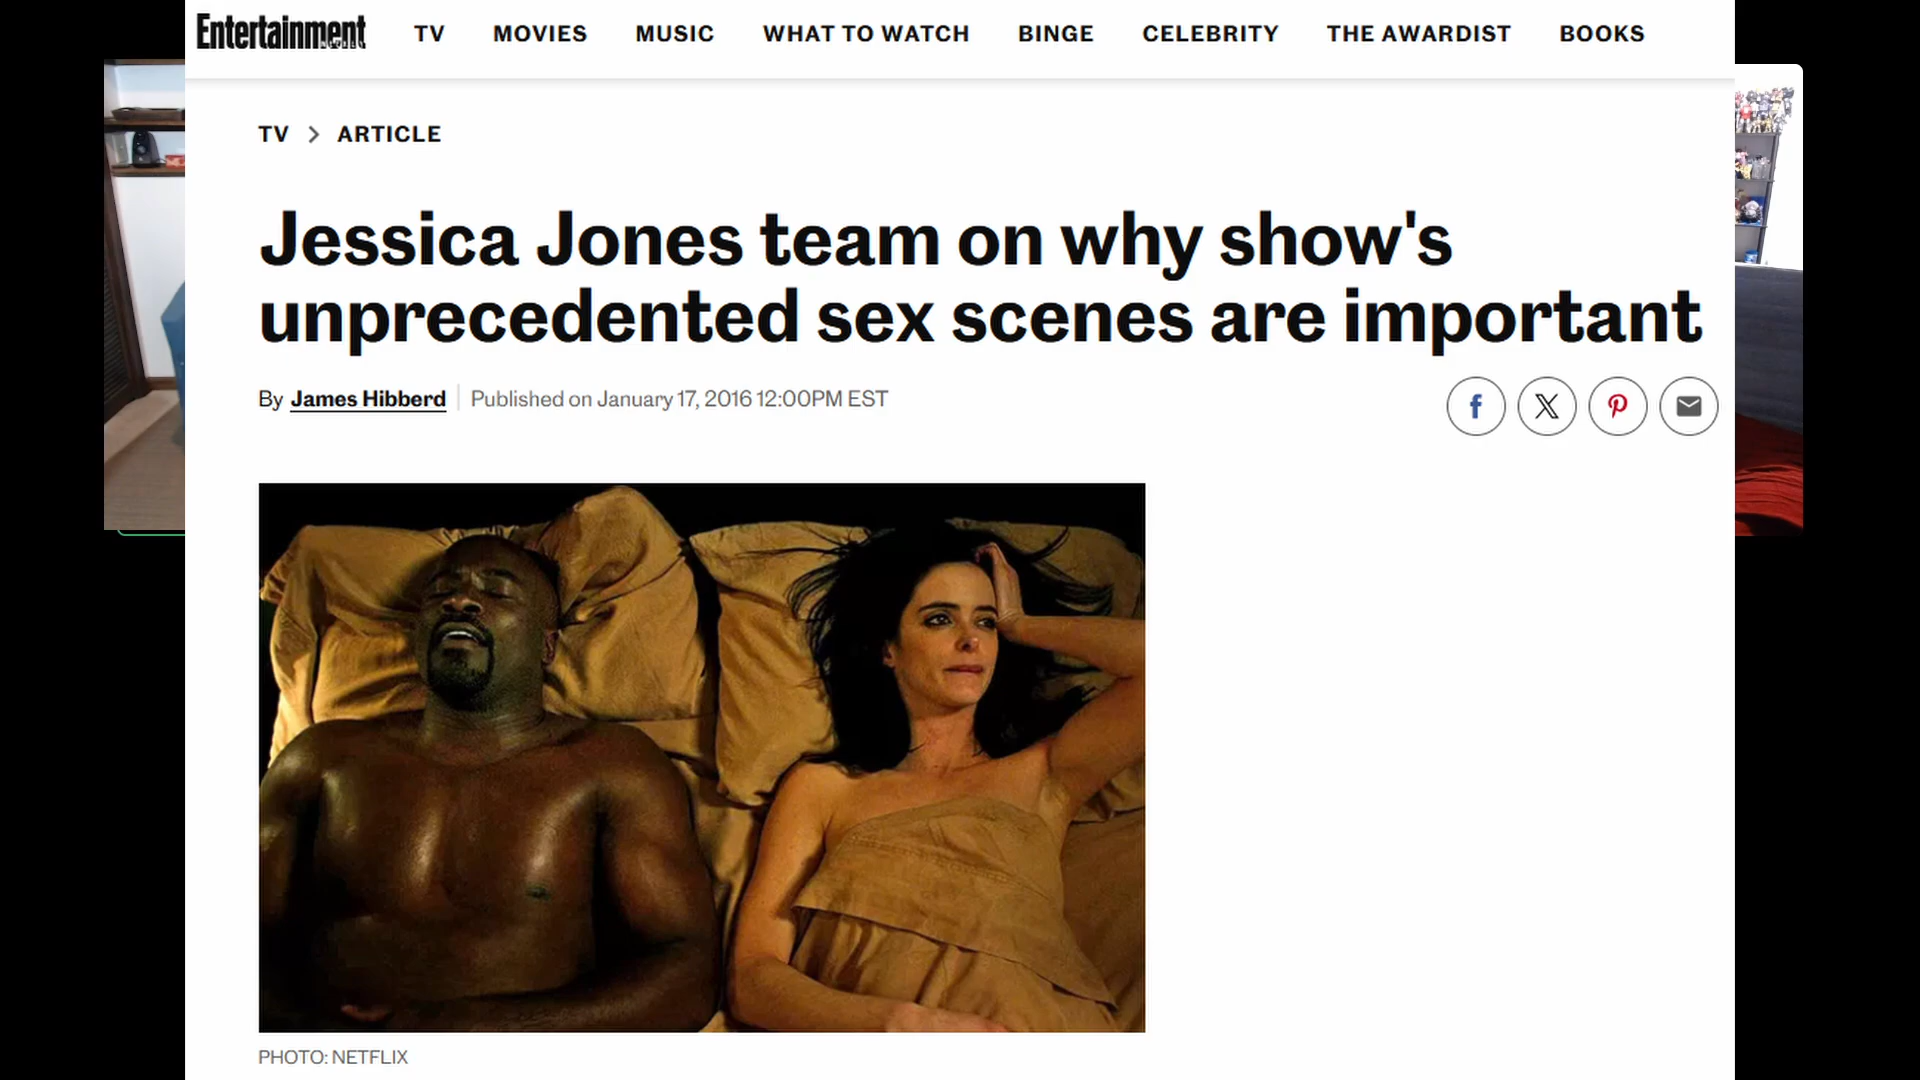 Entertainment
TV MOVIES MUSIC WHAT TO WATCH BINGE CELEBRITY THE AWARDIST BOOKS
TV > ARTICLE
Jessica Jones team on why show's
unprecedented sex scenes are important
By James Hibberd Published on January 17, 2016 12:00PM EST
PHOTO: NETFLIX